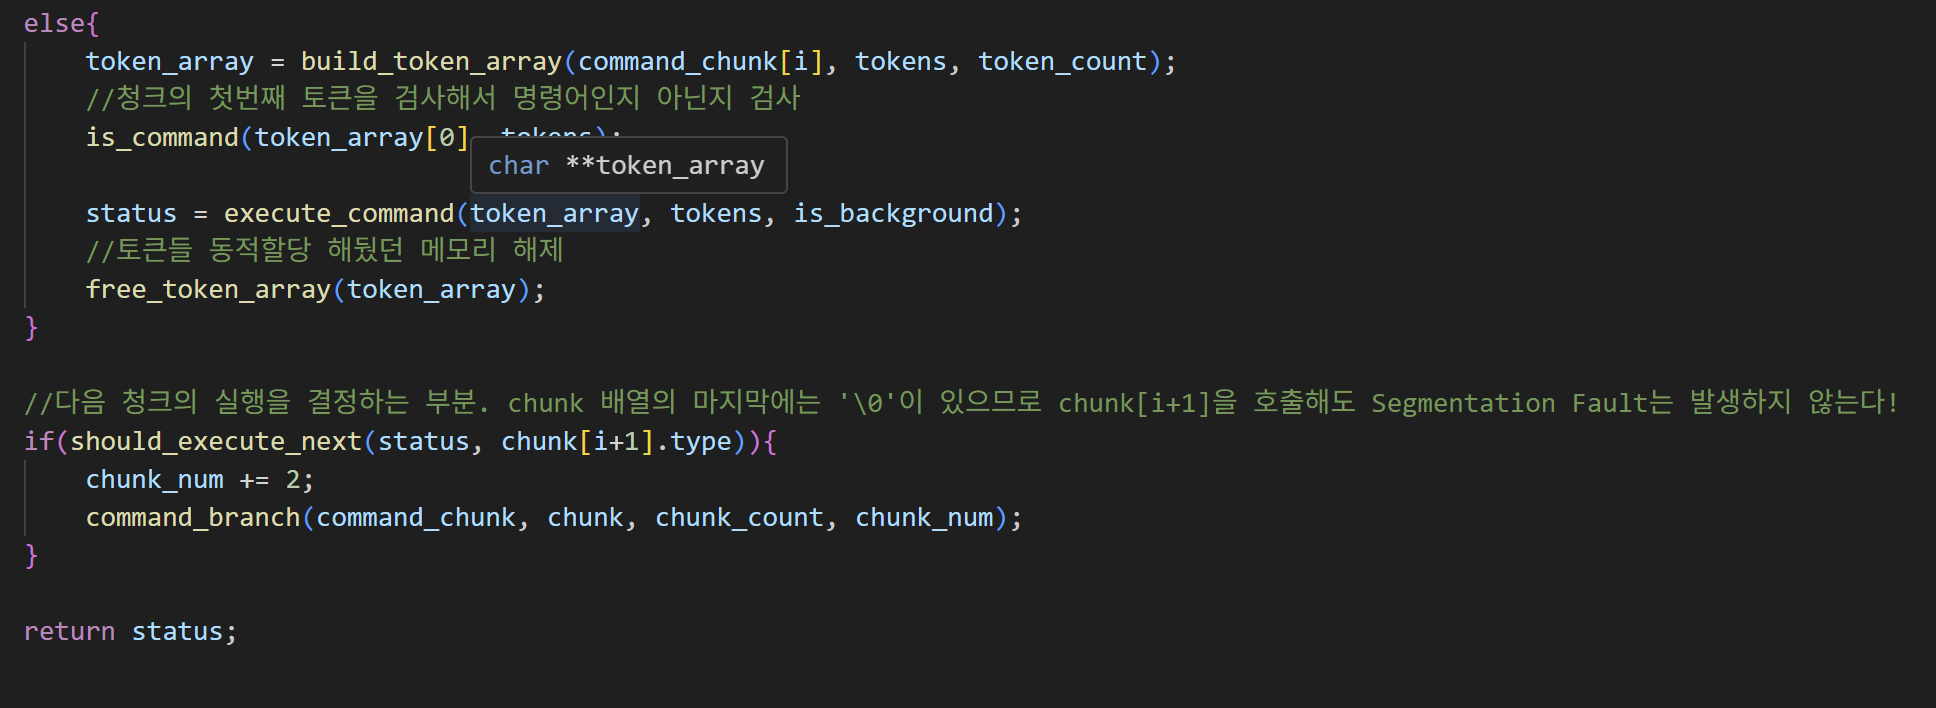 else{
token_array = build_token_array(command_chunk[i], tokens, token_count);
//청크의 첫번째 토큰을 검사해서 명령어인지 아닌지 검사
is_command(token_array[0], tokens);
char **token_array
status = execute_command(token_array, tokens, is_background);
//토큰들 동적할당 해뒀던 메모리 해제
free_token_array(token_array);
}
//다음 청크의 실행을 결정하는 부분. chunk 배열의 마지막에는 '\0'이 있으므로 chunk[i+1]을 호출해도 Segmentation Fault는 발생하지 않는다!
if(should_execute_next(status, chunk[i+1].type)){
chunk_num += 2;
command_branch(command_chunk, chunk, chunk_count, chunk_num);
}
return status;